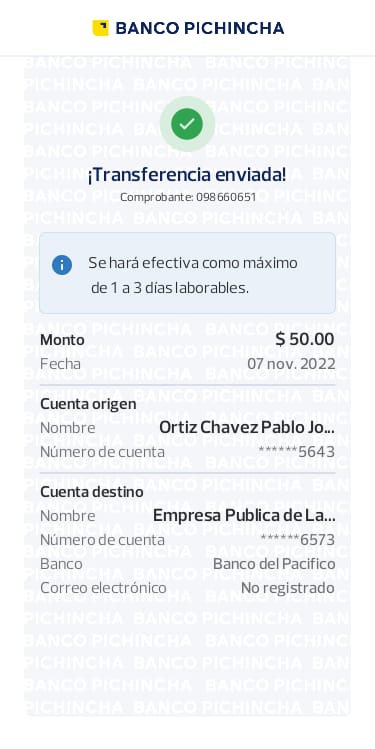 BANCO PICHINCHA
¡Transferencia enviada!
Comprobante: 098660651
Se hará efectiva como máximo
de 1 a 3 días laborables.
Monto $ 50.00
Fecha 07 nov. 2022
Cuenta origen
Nombre Ortiz Chavez Pablo Jo...
Número de cuenta ******5643
Cuenta destino
Nombre Empresa Publica de La...
Número de cuenta ******6573
Banco Banco del Pacifico
Correo electrónico No registrado